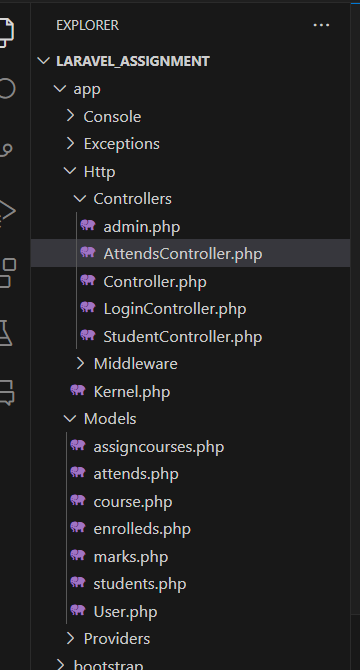 EXPLORER ...
LARAVEL_ASSIGNMENT
app
Console
Exceptions
Http
Controllers
admin.php
AttendsController.php
Controller.php
LoginController.php
StudentController.php
Middleware
Kernel.php
Models
assigncourses.php
attends.php
course.php
enrolleds.php
marks.php
students.php
User.php
Providers
bootstrap